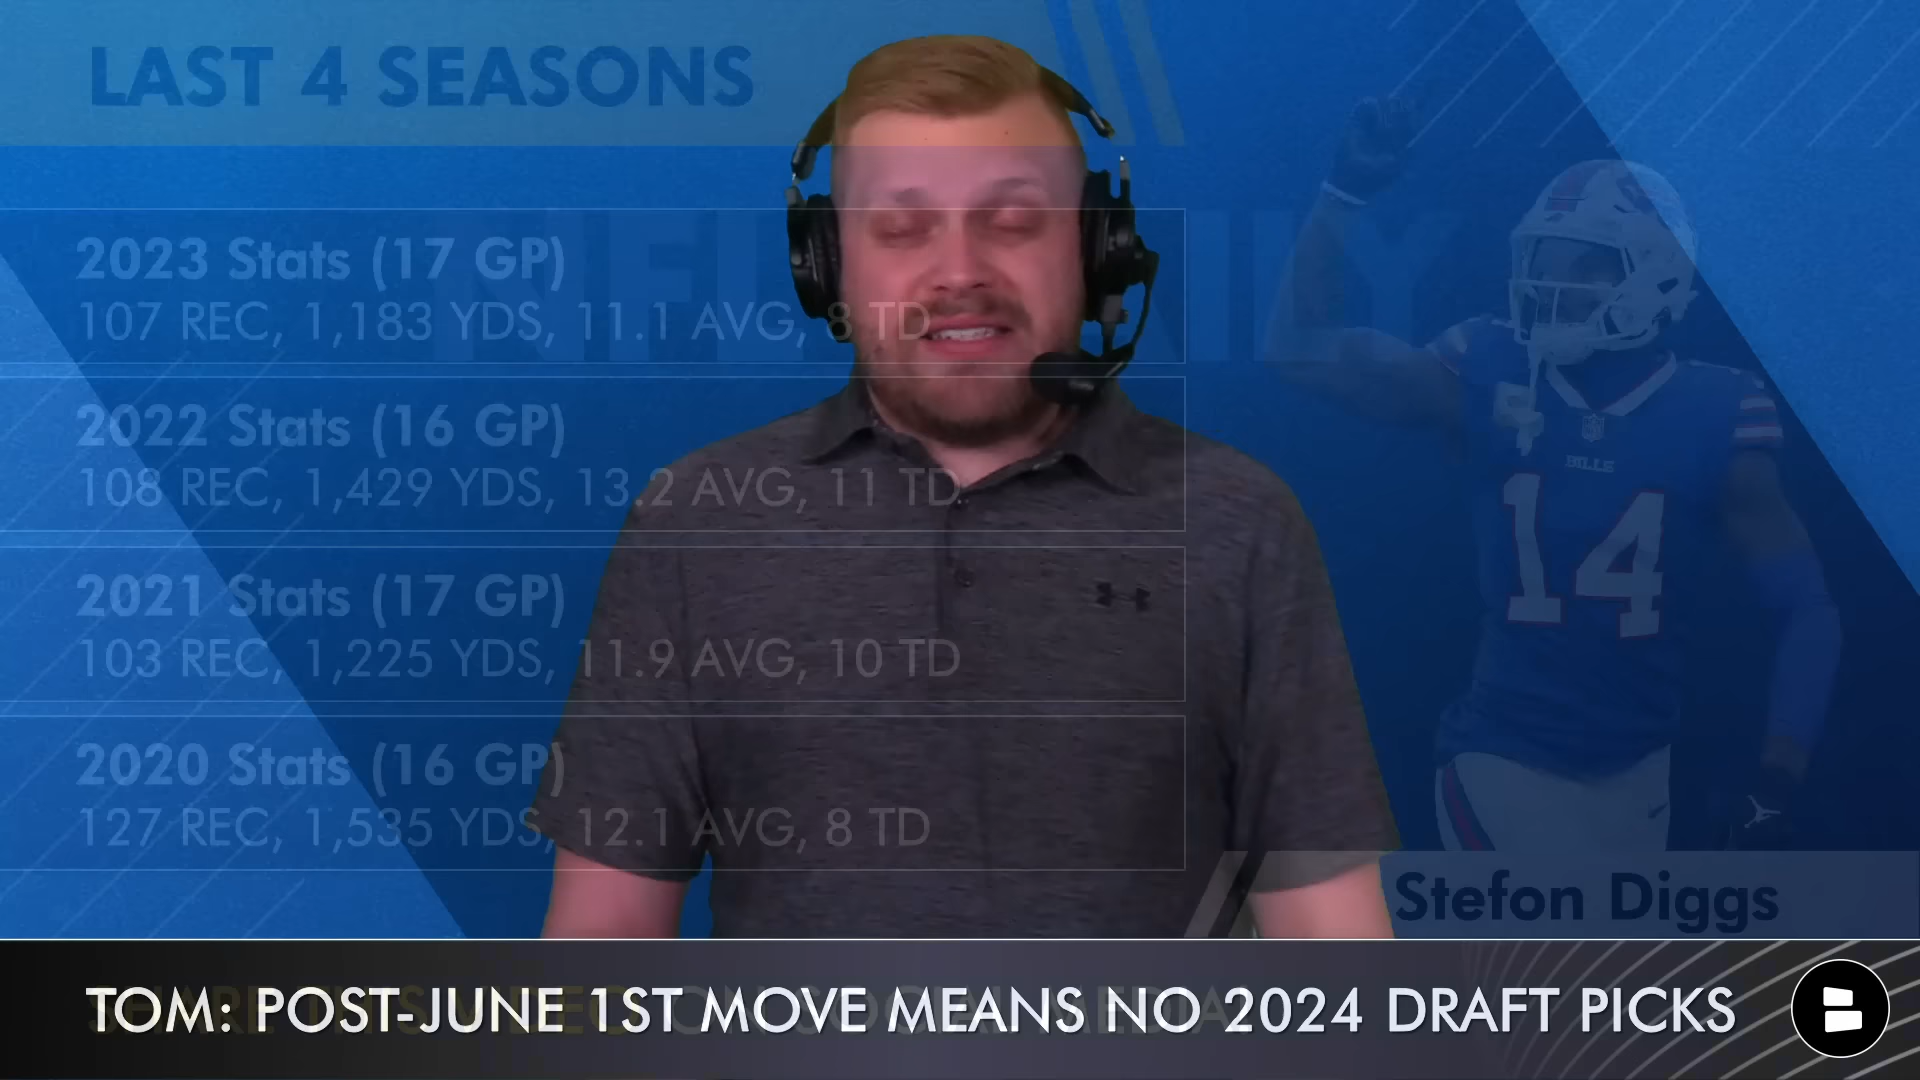 LAST 4 SEASONS
NFL DAILY
2023 Stats (17 GP)
107 REC, 1,183 YDS, 11.1 AVG, 8 TD
2022 Stats (16 GP)
108 REC, 1,429 YDS, 13.2 AVG, 11 TD
2021 Stats (17 GP)
103 REC, 1,225 YDS, 11.9 AVG, 10 TD
2020 Stats (16 GP)
127 REC, 1,535 YDS, 12.1 AVG, 8 TD
BILLS
14
Stefon Diggs
TOM: POST-JUNE 1ST MOVE MEANS NO 2024 DRAFT PICKS